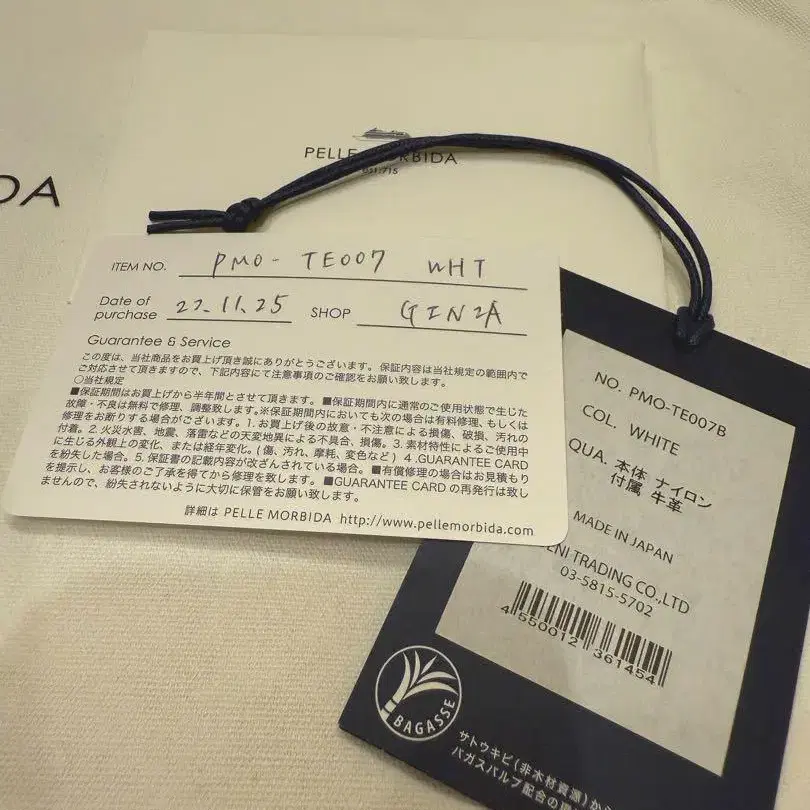 PELLE MORBIDA
ITEM NO. PMO- TE007 WHT
Date of purchase 22.11.25 SHOP GINZA
Guarantee & Service
この度は、当社商品をお買上げ頂き誠にありがとうございます。 保証内容は当社規定の範囲内で
ご対応させて頂きますので、下記内容にて注意事項のご確認をお願い致します。
○当社規定
■保証期間はお買上げから半年間とさせて頂きます。 ■保証期間内に通常のご使用状態で生じた
故障・不良は無料で修理、調整致します。※保証期間内においても次の場合は有料修理、もしくは
修理をお断りする場合がございます。1. お買上げ後の故意・不注意による損傷、破損、汚れの
付着。2. 火災水害、地震、落雷などの天変地異による不具合、損傷。3. 素材特性によるご使用中
に生じる外観上の変化、または経年変化。( 傷、汚れ、摩耗、変色など) 4 .GUARANTEE CARD
を紛失した場合。5. 保証書の記載内容が改ざんされている場合。■有償修理の場合はお見積もり
を提示し、お客様のご了承を得てから修理を致します。■GUARANTEE CARD の再発行は致し
ませんので、紛失されないように大切に保管をお願い致します。
詳細は PELLE MORBIDA http://www.pellemorbida.com
NO. PMO-TE007B
COL. WHITE
QUA. 本体 ナイロン
付属 牛革
MADE IN JAPAN
TRADING CO.,LTD
03-5815-5702
4 550012 361454
BAGASSE
サトウキビ(非木材資源)から
バガスパルプ配合の